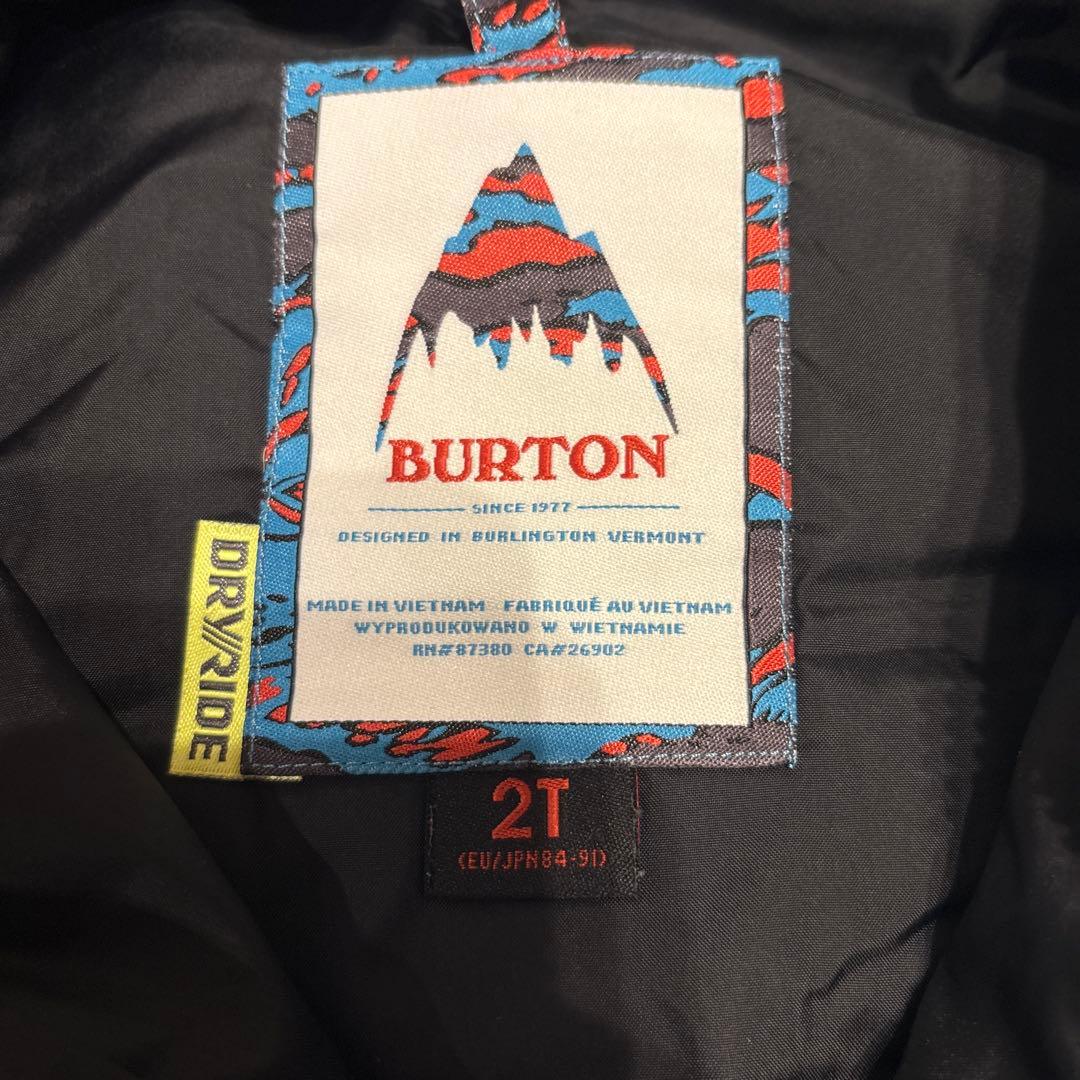 BURTON
SINCE 1977
DESIGNED IN BURLINGTON VERMONT
MADE IN VIETNAM FABRIQUÉ AU VIETNAM
WYPRODUKOWANO W WIETNAMIE
RN#87380 CA#26902
DRY//RIDE
2T
(EU/JPN84-91)